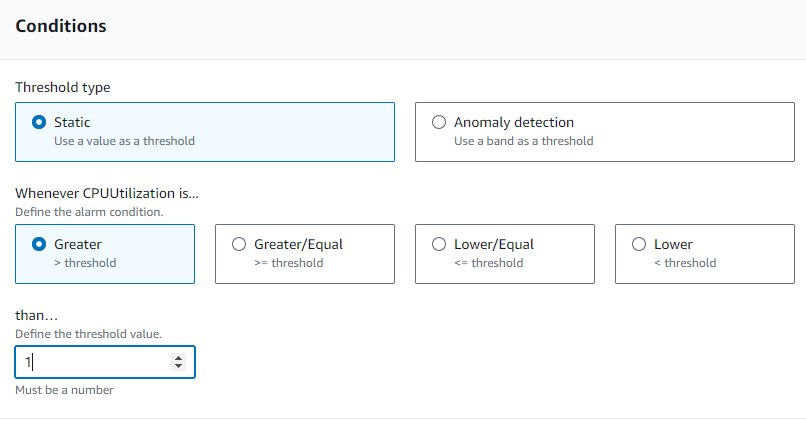 Conditions
Threshold type
Static
Use a value as a threshold
Anomaly detection
Use a band as a threshold
Whenever CPUUtilization is...
Define the alarm condition.
Greater
> threshold
Greater/Equal
>= threshold
Lower/Equal
<= threshold
Lower
< threshold
than…
Define the threshold value.
1
Must be a number